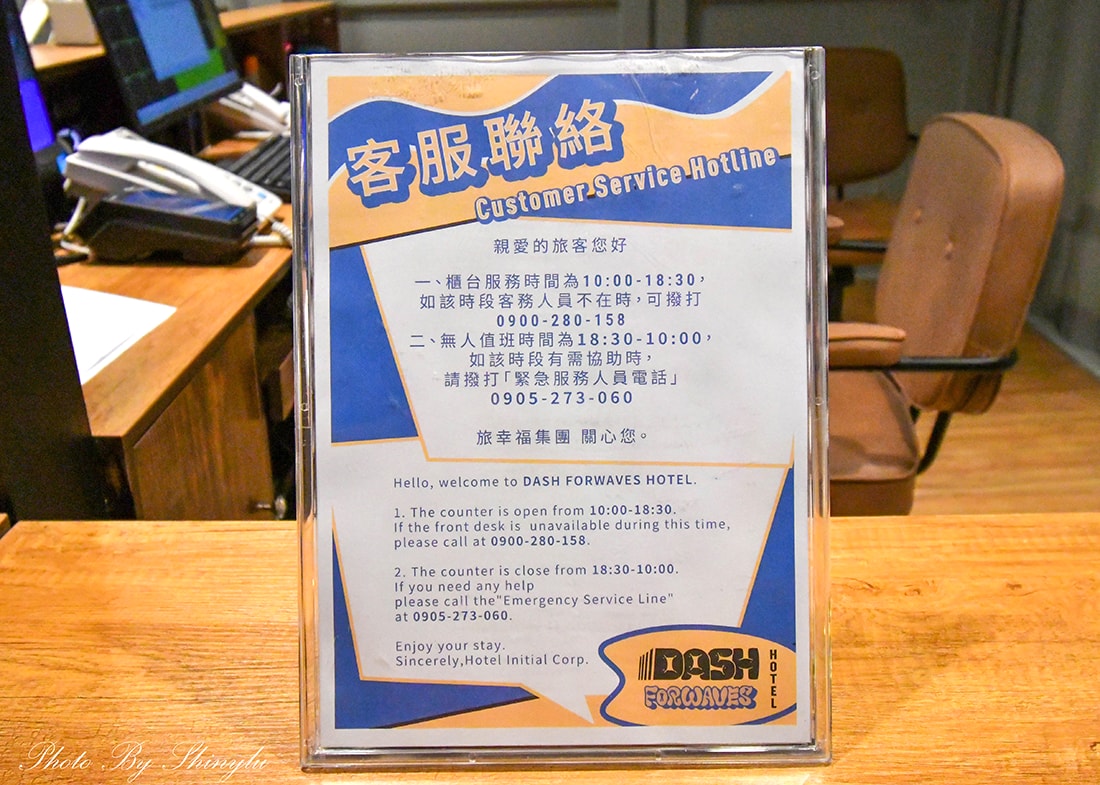 客服聯絡
Customer Service Hotline
親愛的旅客您好
一、櫃台服務時間為10:00-18:30，
如該時段客務人員不在時，可撥打
0900-280-158
二、無人值班時間為18:30-10:00，
如該時段有需協助時，
請撥打「緊急服務人員電話」
0905-273-060
旅幸福集團 關心您。
Hello, welcome to DASH FORWAVES HOTEL.
1. The counter is open from 10:00-18:30.
If the front desk is unavailable during this time,
please call at 0900-280-158.
2. The counter is close from 18:30-10:00.
If you need any help
please call the"Emergency Service Line"
at 0905-273-060.
Enjoy your stay.
Sincerely,Hotel Initial Corp.
DASH
FORWAVES
HOTEL
Photo By Shinylu